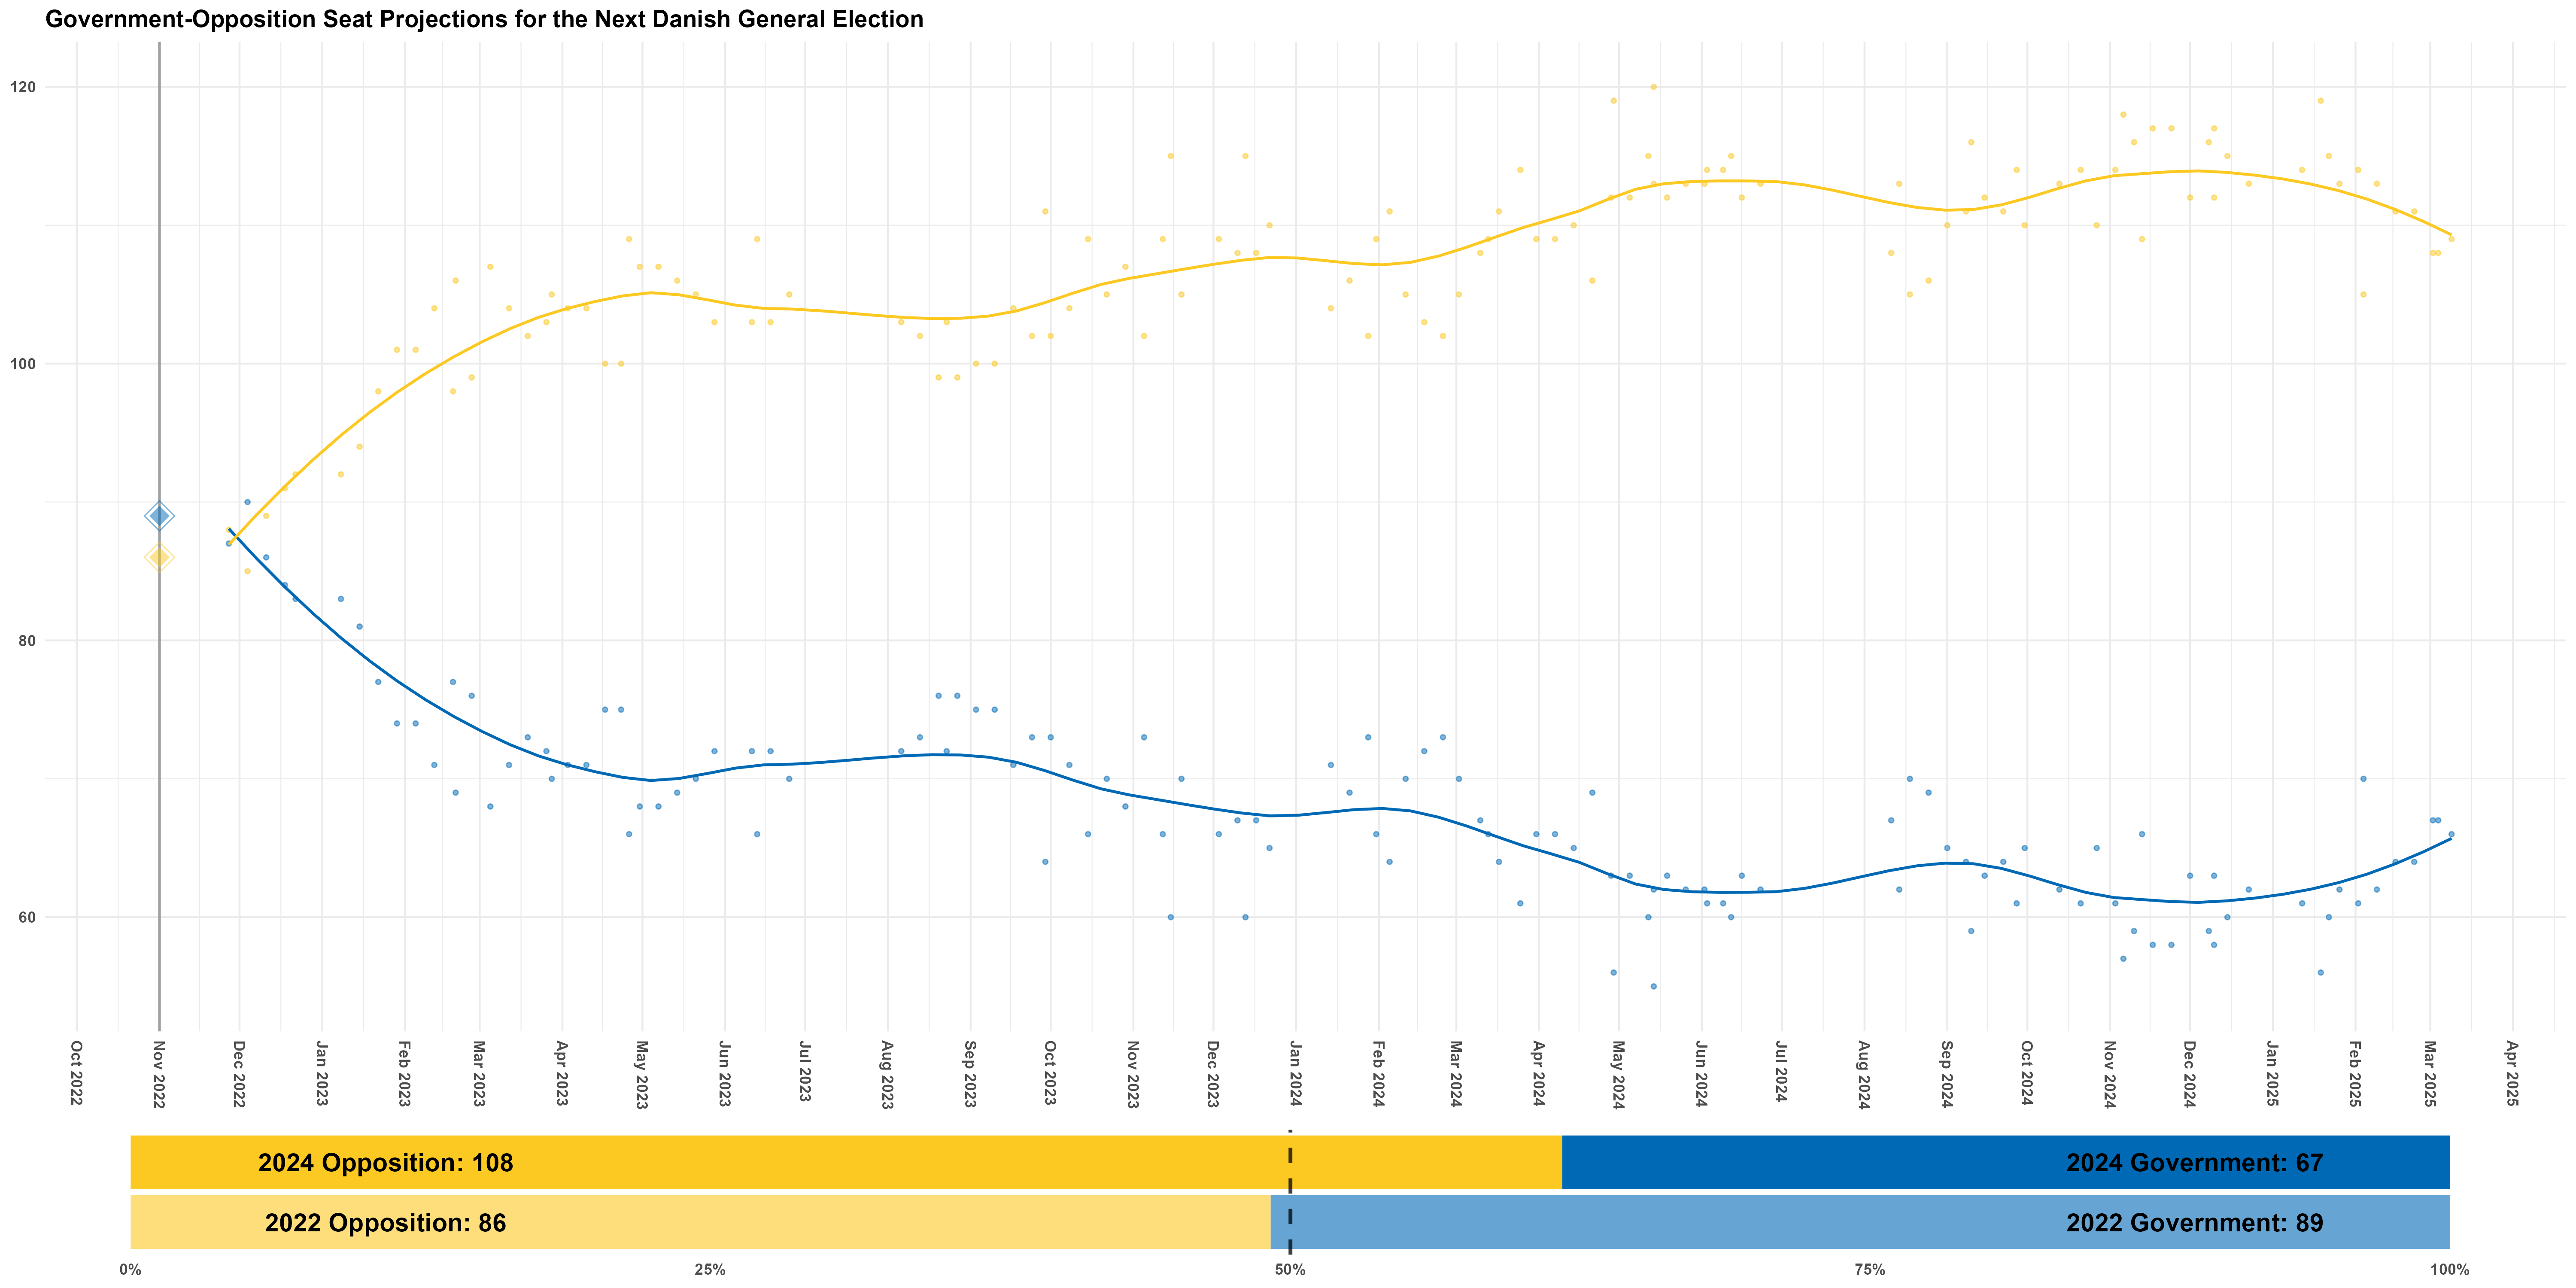 Government-Opposition Seat Projections for the Next Danish General Election
120
100
80
60
Oct 2022
Nov 2022
Dec 2022
Jan 2023
Feb 2023
Mar 2023
Apr 2023
May 2023
Jun 2023
Jul 2023
Aug 2023
Sep 2023
Oct 2023
Nov 2023
Dec 2023
Jan 2024
Feb 2024
Mar 2024
Apr 2024
May 2024
Jun 2024
Jul 2024
Aug 2024
Sep 2024
Oct 2024
Nov 2024
Dec 2024
Jan 2025
Feb 2025
Mar 2025
Apr 2025
2024 Opposition: 108 2024 Government: 67
2022 Opposition: 86 2022 Government: 89
0% 25% 50% 75% 100%